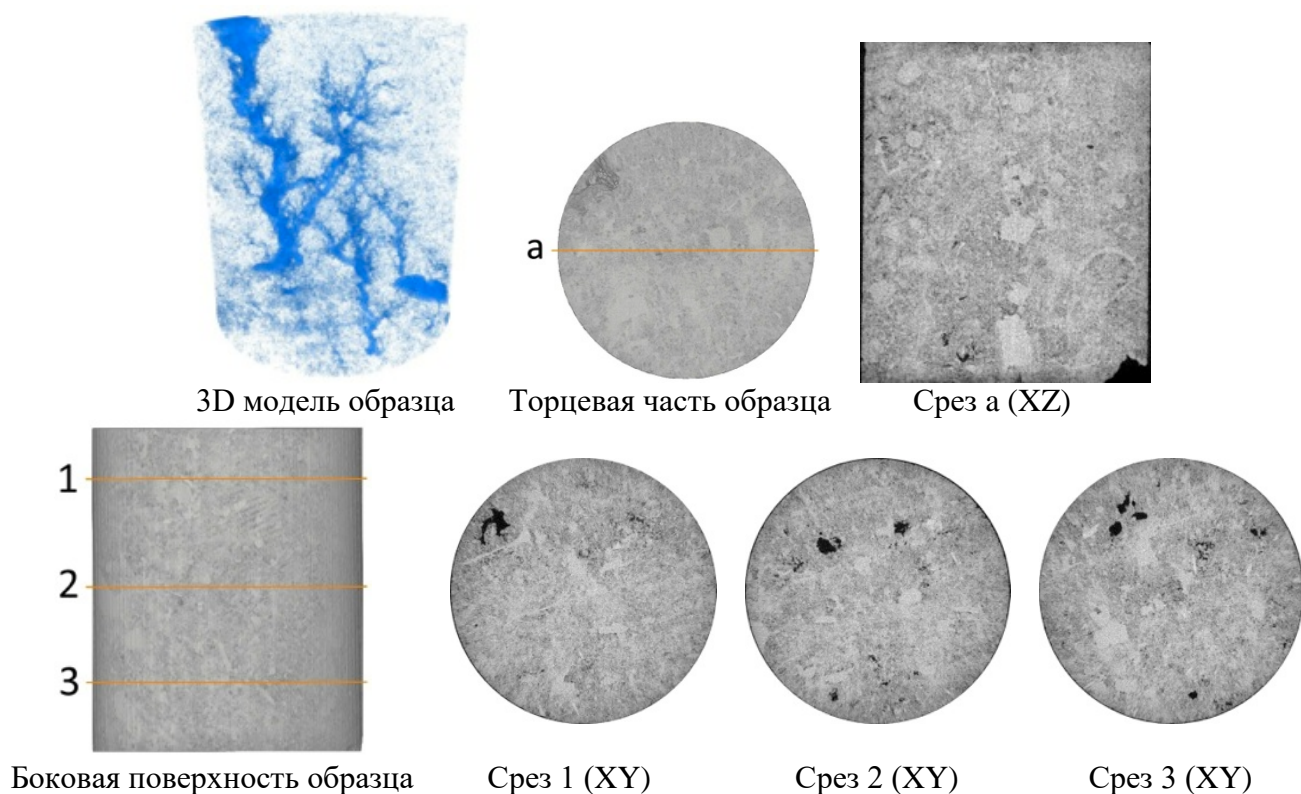 a
3D модель образца
Торцевая часть образца
Срез a (XZ)
1
2
3
Боковая поверхность образца
Срез 1 (XY)
Срез 2 (XY)
Срез 3 (XY)